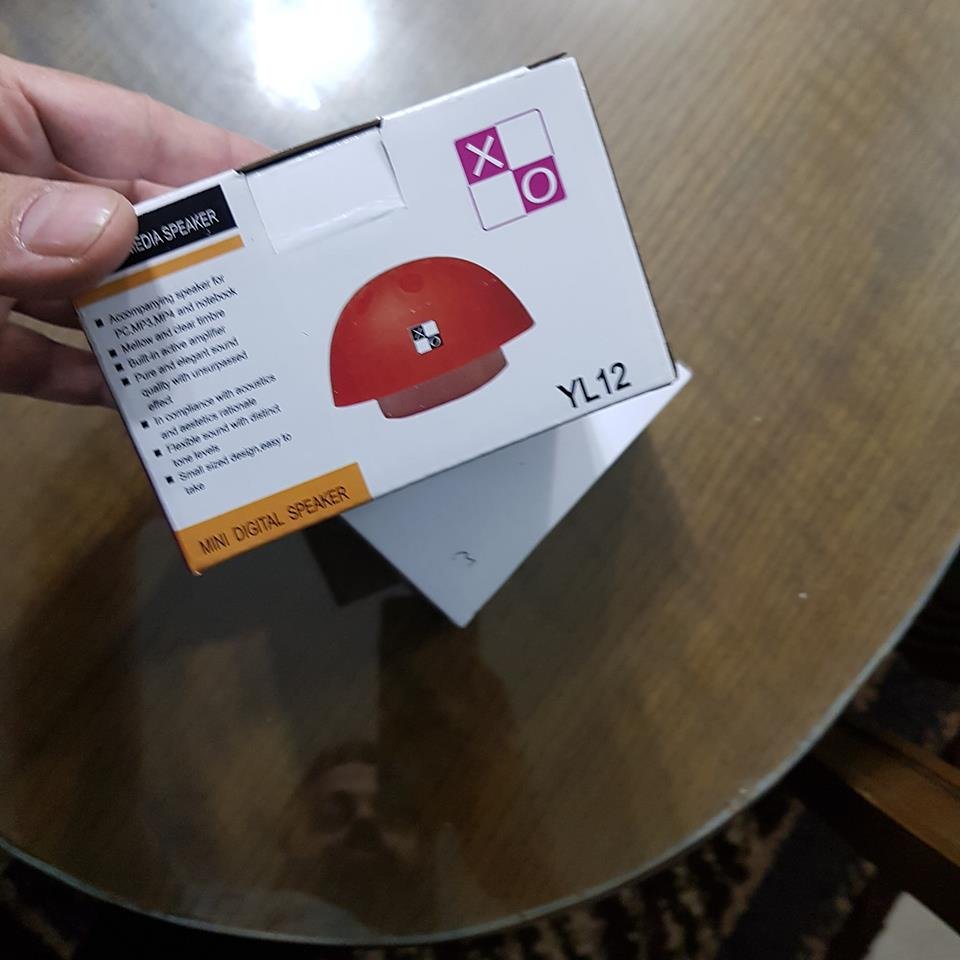 X
O
MEDIA SPEAKER
Accompanying speaker for
PC,MP3,MP4 and notebook
Mellow and clear timbre
Built-in active amplifier
Pure and elegant sound
quality with unsurpassed
effect
In compliance with acoustics
and aestetics rationale
Flexible sound with distinct
tone levels
Small sized design,easy to
take
X
O
YL12
MINI DIGITAL SPEAKER
3